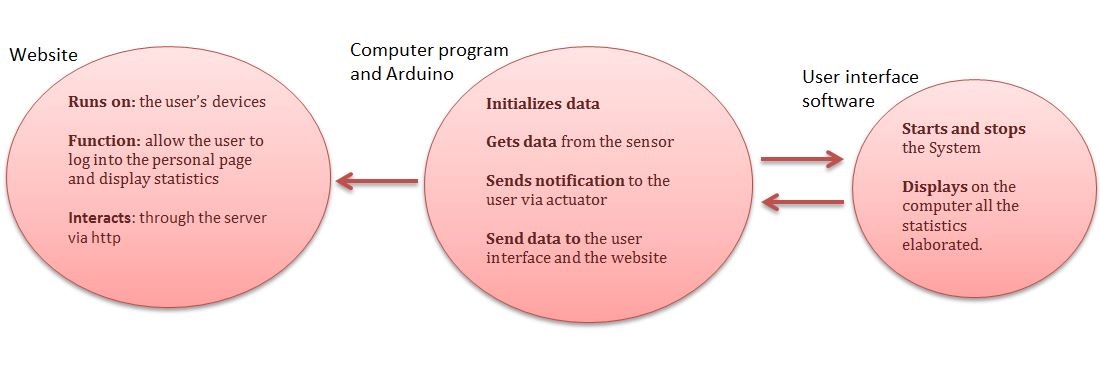 Website
Runs on: the user's devices
Function: allow the user to
log into the personal page
and display statistics
Interacts: through the server
via http
Computer program
and Arduino
Initializes data
Gets data from the sensor
Sends notification to the
user via actuator
Send data to the user
interface and the website
User interface
software
Starts and stops
the System
Displays on the
computer all the
statistics
elaborated.